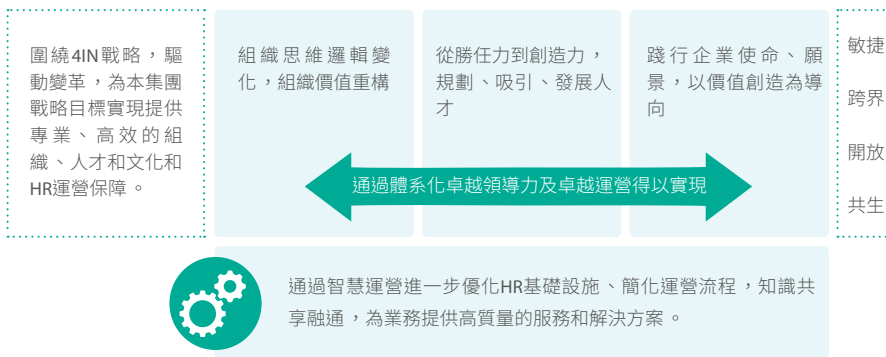 圍繞4IN戰略，驅
動變革，為本集團
戰略目標實現提供
專業、高效的組
織、人才和文化和
HR運營保障。
組織思維邏輯變
化，組織價值重構
從勝任力到創造力，
規劃、吸引、發展人
才
踐行企業使命、願
景，以價值創造為導
向
通過體系化卓越領導力及卓越運營得以實現
敏捷
跨界
開放
共生
通過智慧運營進一步優化HR基礎設施、簡化運營流程，知識共
享融通，為業務提供高質量的服務和解決方案。